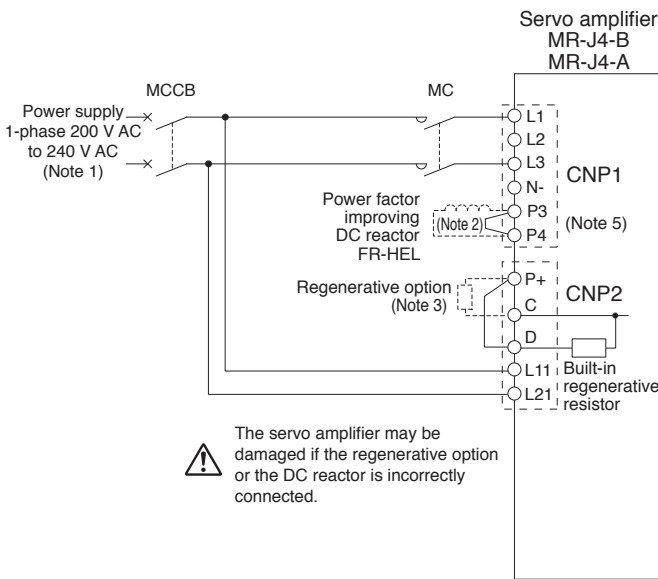 Servo amplifier
MR-J4-B
MR-J4-A
MCCB
MC
Power supply
1-phase 200 V AC
to 240 V AC
(Note 1)
L1
L2
L3
N-
P3
P4
CNP1
(Note 5)
Power factor
improving
DC reactor
FR-HEL
(Note 2)
Regenerative option
(Note 3)
P+
C
D
L11
L21
CNP2
Built-in
regenerative
resistor
The servo amplifier may be
damaged if the regenerative option
or the DC reactor is incorrectly
connected.